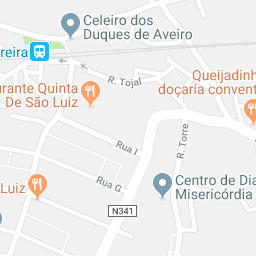 Celeiro dos
Duques de Aveiro
reira
R. Tojal
Queijadinh
doçaria convent
urante Quinta
De São Luiz
Rua I
R. Torre
Rua G
Luiz
Centro de Dia
Misericórdia
N341